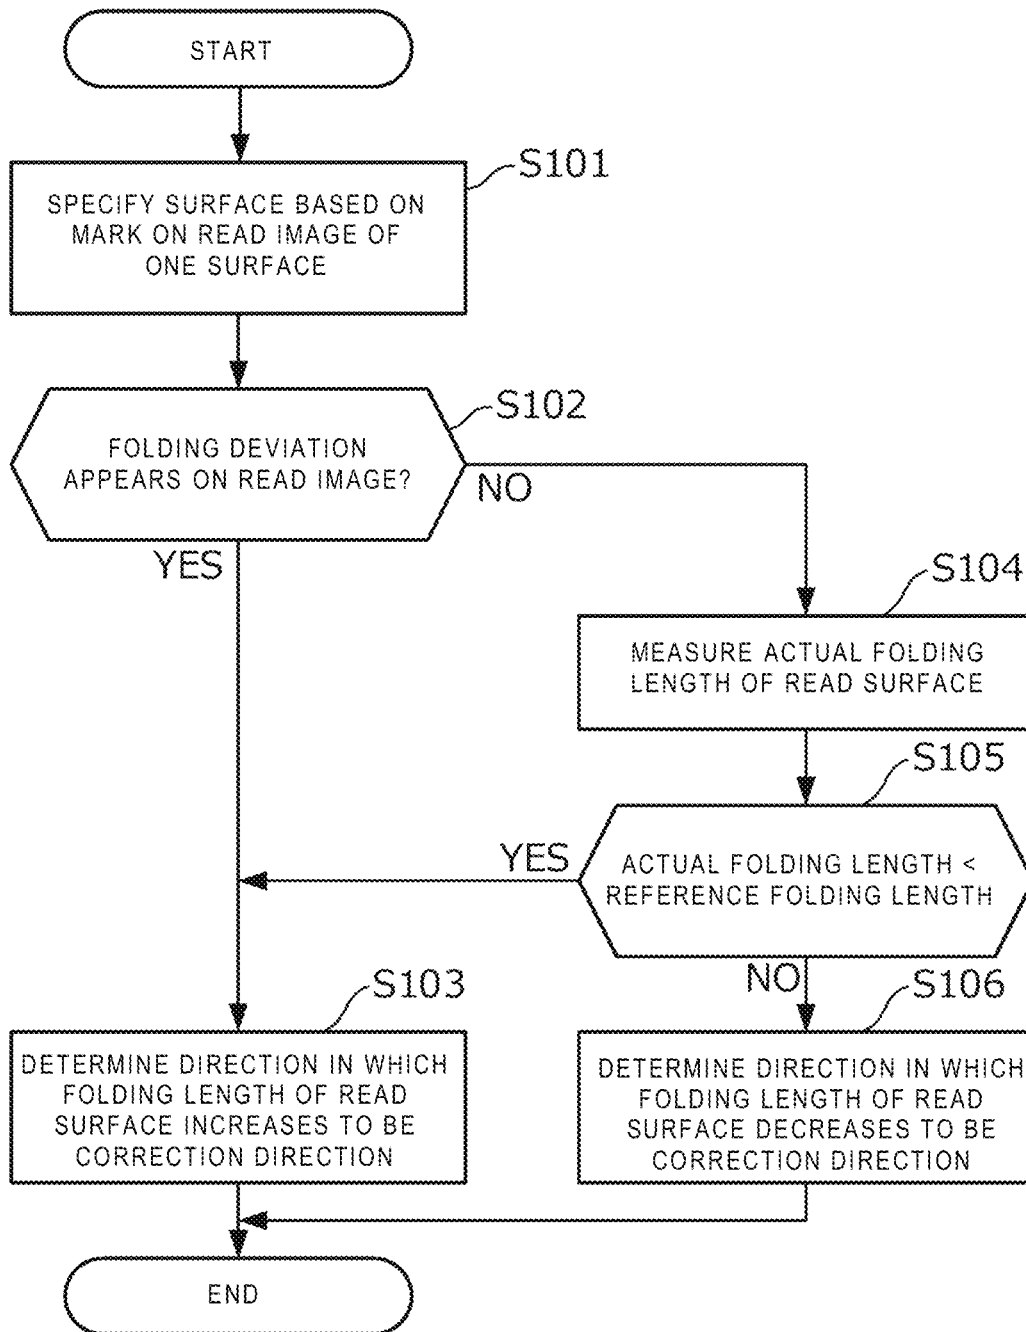 START
S101
SPECIFY SURFACE BASED ON
MARK ON READ IMAGE OF
ONE SURFACE
S102
FOLDING DEVIATION
APPEARS ON READ IMAGE?
NO
YES
S104
MEASURE ACTUAL FOLDING
LENGTH OF READ SURFACE
S105
YES
ACTUAL FOLDING LENGTH <
REFERENCE FOLDING LENGTH
NO
S103
DETERMINE DIRECTION IN WHICH
FOLDING LENGTH OF READ
SURFACE INCREASES TO BE
CORRECTION DIRECTION
S106
DETERMINE DIRECTION IN WHICH
FOLDING LENGTH OF READ
SURFACE DECREASES TO BE
CORRECTION DIRECTION
END